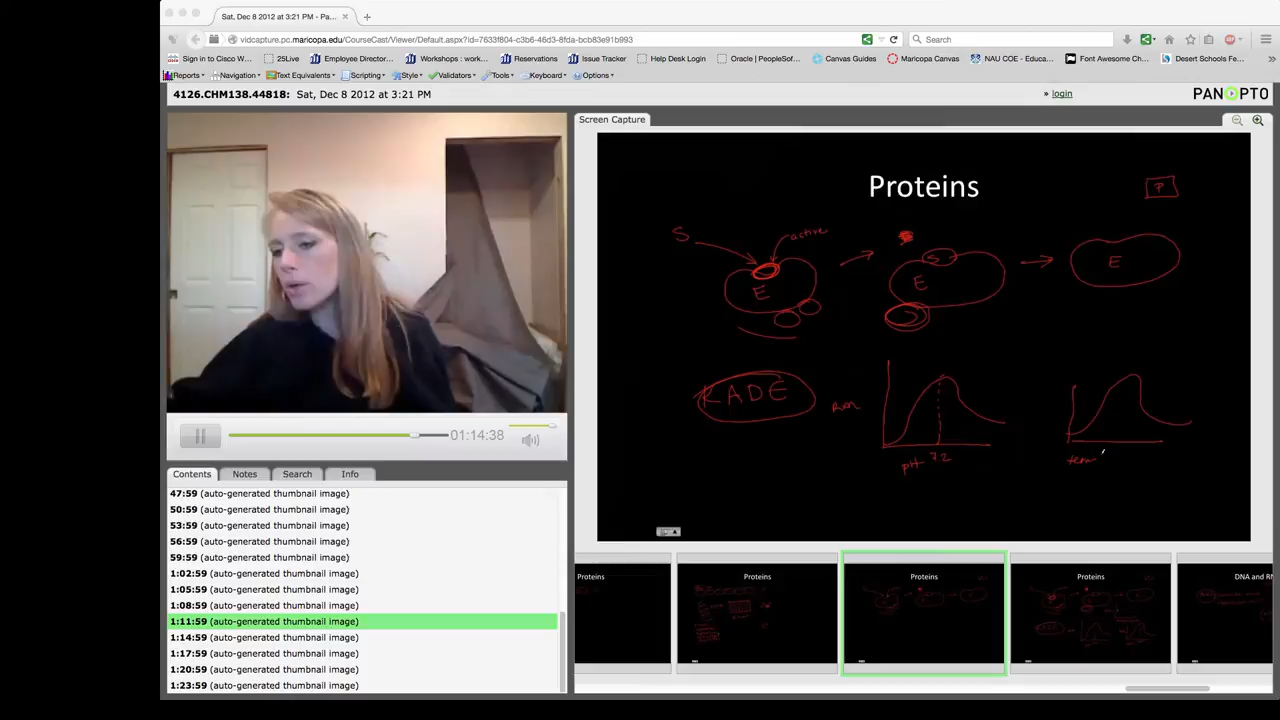 Sat, Dec 8 2012 at 3:21 PM - Pa...
vidcapture.pc.maricopa.edu/CourseCast/Viewer/Default.aspx?id=7633f804-c3b6-46d3-8fda-bcb83e91b993
Search
Sign in to Cisco W... 25Live Employee Director... Workshops : work... Reservations Issue Tracker Help Desk Login Oracle | PeopleSof... Canvas Guides Maricopa Canvas NAU COE - Educa... Font Awesome Ch... Desert Schools Fe...
Reports Navigation Text Equivalents Scripting Style Validators Tools Keyboard Options
4126.CHM138.44818: Sat, Dec 8 2012 at 3:21 PM
» login
PANOPTO
Screen Capture
Proteins
P
S
active
E
S
E
E
RADE
Rxn
pH 7.2
tem
01:14:38
Contents Notes Search Info
47:59 (auto-generated thumbnail image)
50:59 (auto-generated thumbnail image)
53:59 (auto-generated thumbnail image)
56:59 (auto-generated thumbnail image)
59:59 (auto-generated thumbnail image)
1:02:59 (auto-generated thumbnail image)
1:05:59 (auto-generated thumbnail image)
1:08:59 (auto-generated thumbnail image)
1:11:59 (auto-generated thumbnail image)
1:14:59 (auto-generated thumbnail image)
1:17:59 (auto-generated thumbnail image)
1:20:59 (auto-generated thumbnail image)
1:23:59 (auto-generated thumbnail image)
Proteins
Proteins
Proteins
Proteins
DNA and R